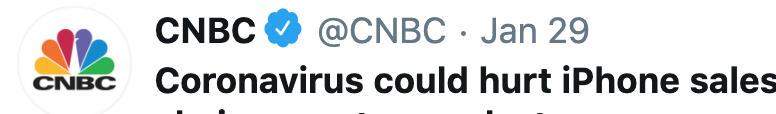 CNBC @CNBC · Jan 29
CNBC
Coronavirus could hurt iPhone sales